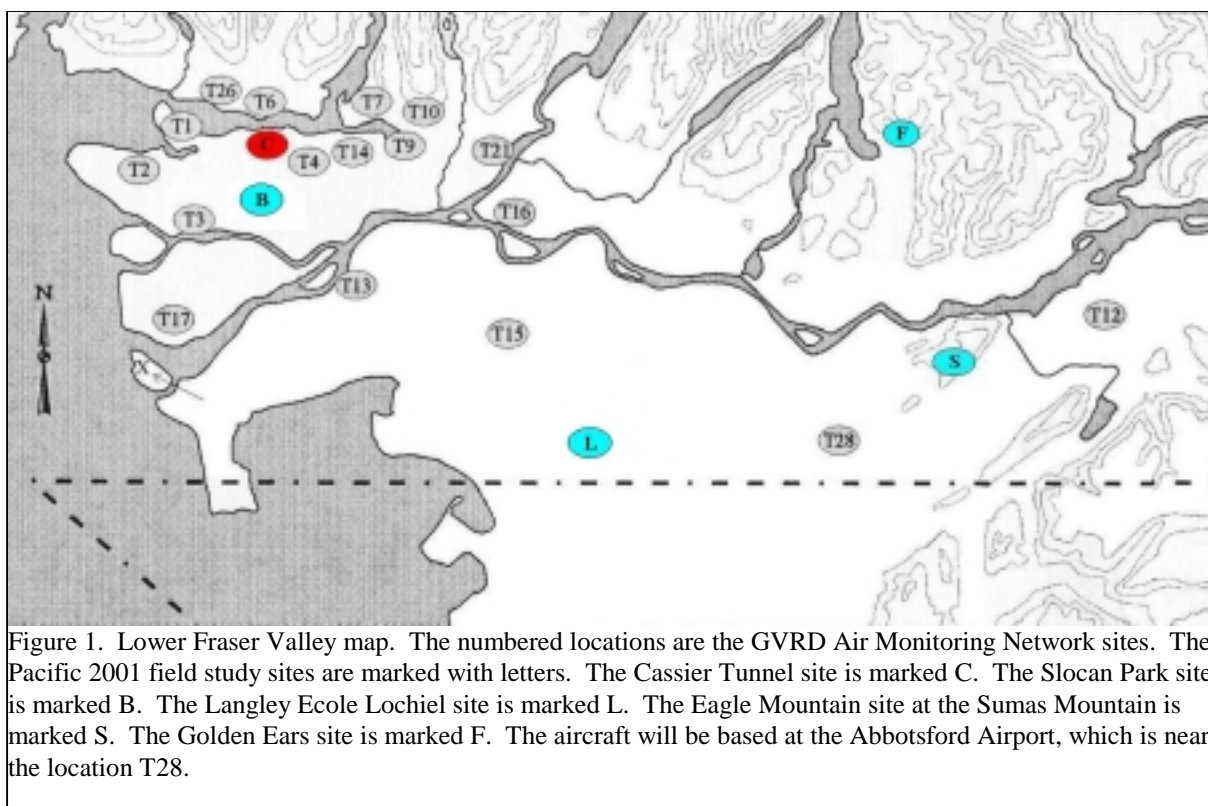 T26
T6
T7
T10
T1
C
T4
T14
T9
T21
F
T2
B
T3
T16
N
T13
T17
T15
T12
S
X
L
T28
Figure 1. Lower Fraser Valley map. The numbered locations are the GVRD Air Monitoring Network sites. The
Pacific 2001 field study sites are marked with letters. The Cassier Tunnel site is marked C. The Slocan Park site
is marked B. The Langley Ecole Lochiel site is marked L. The Eagle Mountain site at the Sumas Mountain is
marked S. The Golden Ears site is marked F. The aircraft will be based at the Abbotsford Airport, which is near
the location T28.